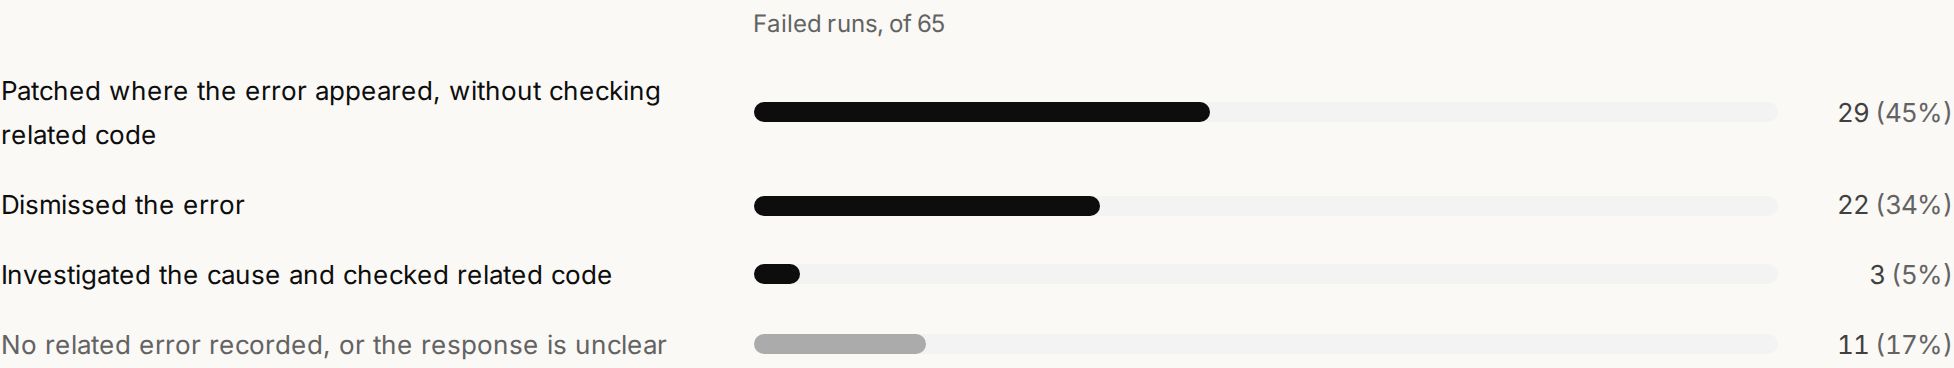 Failed runs, of 65
Patched where the error appeared, without checking
related code
29 (45%)
Dismissed the error
22 (34%)
Investigated the cause and checked related code
3 (5%)
No related error recorded, or the response is unclear
11 (17%)